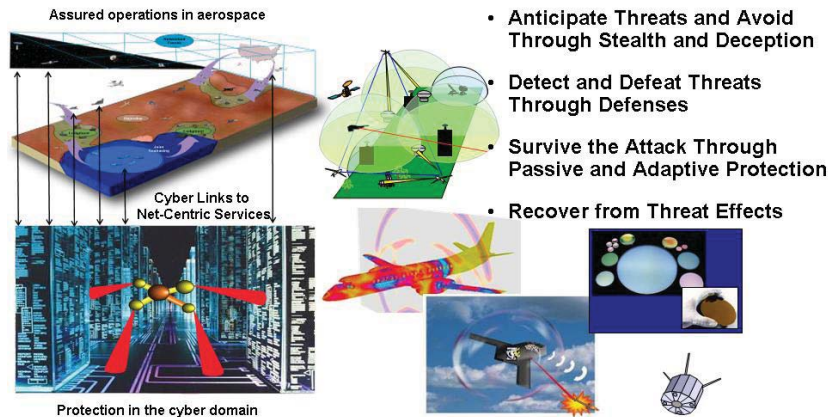 Assured operations in aerospace
Cyber Links to
Net-Centric Services
Protection in the cyber domain
• Anticipate Threats and Avoid
Through Stealth and Deception
• Detect and Defeat Threats
Through Defenses
• Survive the Attack Through
Passive and Adaptive Protection
• Recover from Threat Effects